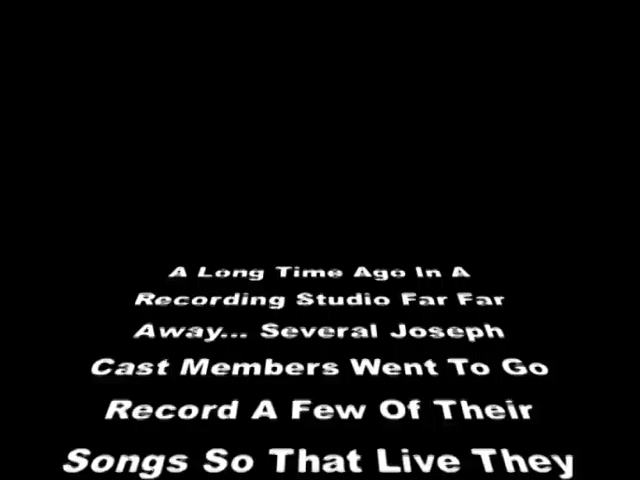 A Long Time Ago In A
Recording Studio Far Far
Away... Several Joseph
Cast Members Went To Go
Record A Few Of Their
Songs So That Live They